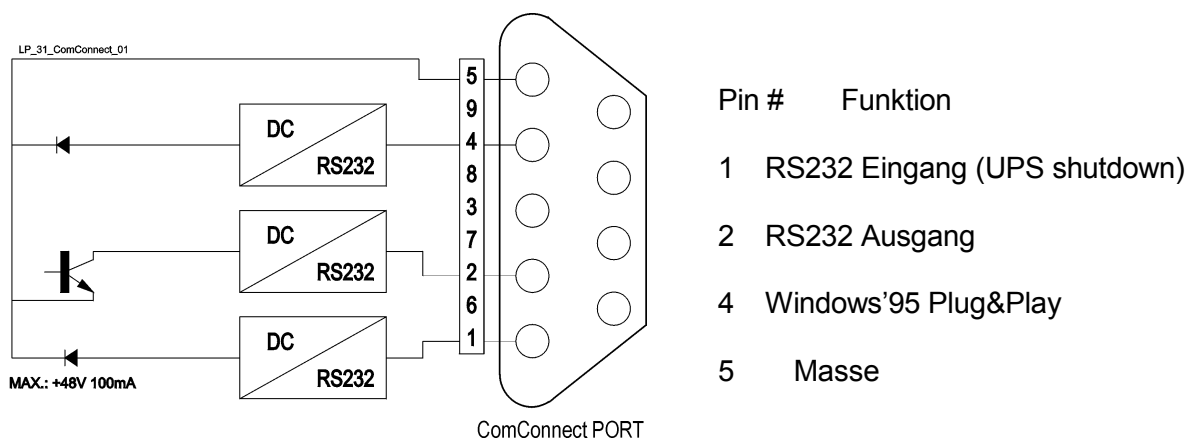 LP_31_ComConnect_01
5
9
DC
4
RS232
8
3
7
DC
2
RS232
6
1
DC
RS232
MAX.: +48V 100mA
ComConnect PORT
Pin # Funktion
1 RS232 Eingang (UPS shutdown)
2 RS232 Ausgang
4 Windows’95 Plug&Play
5 Masse